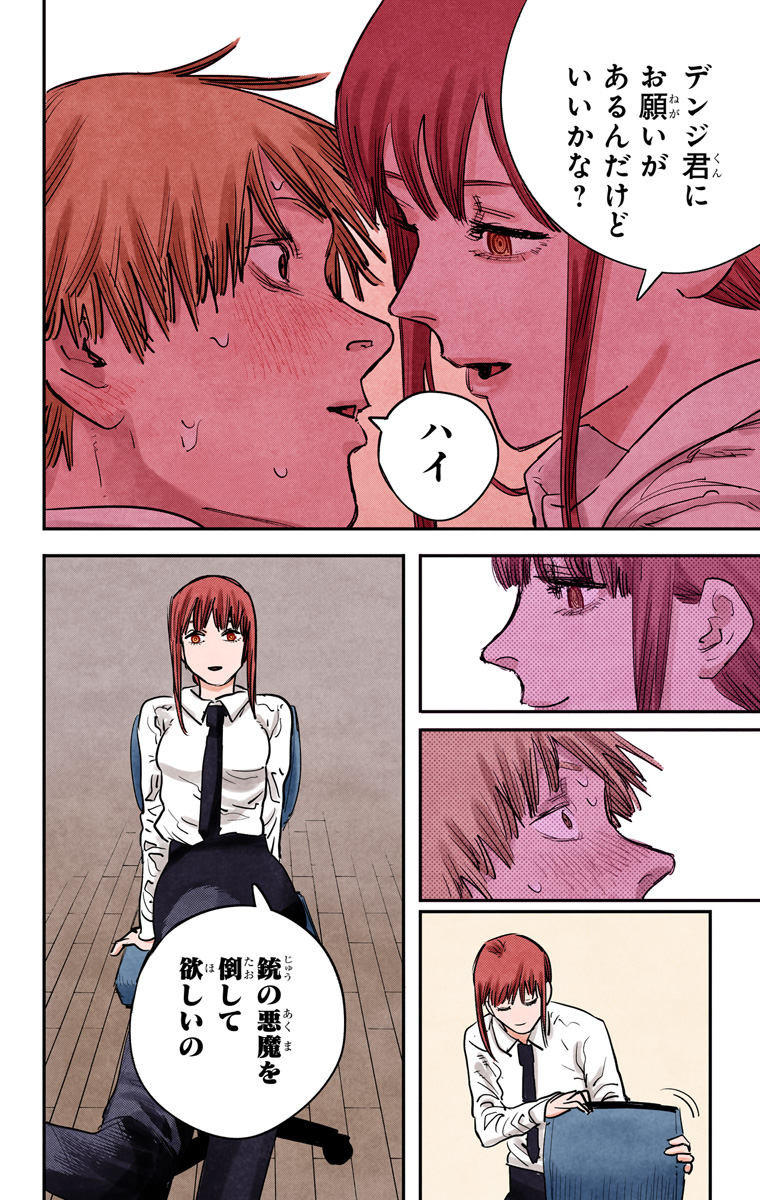 デンジ君に
お願いが
あるんだけど
いいかな?
ハイ
銃の悪魔を
倒して
欲しいの